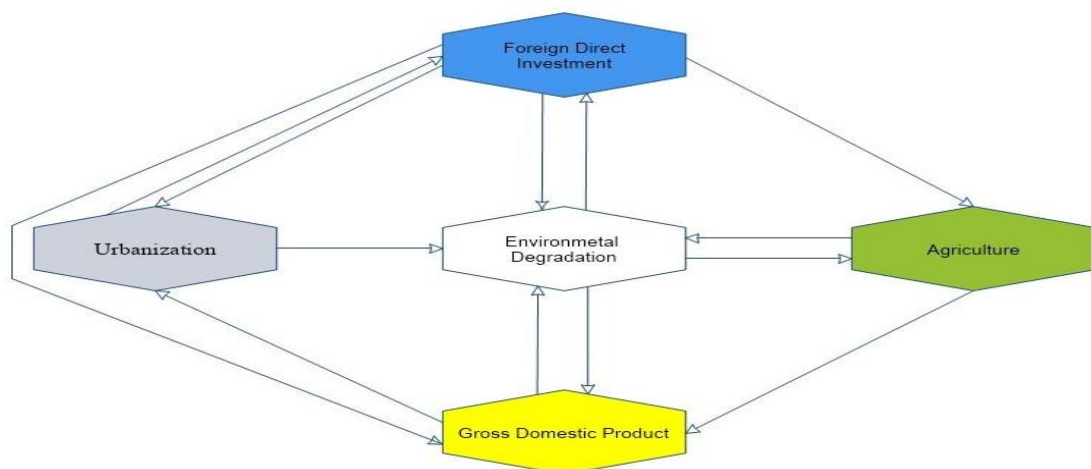 Foreign Direct
Investment
Urbanization
Environmetal
Degradation
Agriculture
Gross Domestic Product